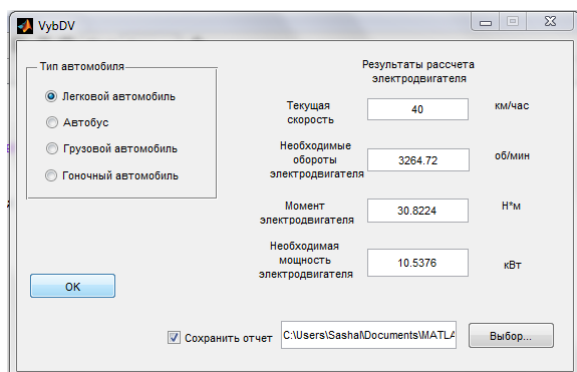 VybDV
Тип автомобиля
Легковой автомобиль
Автобус
Грузовой автомобиль
Гоночный автомобиль
OK
Результаты рассчета
электродвигателя
Текущая
скорость
40
км/час
Необходимые
обороты
электродвигателя
3264.72
об/мин
Момент
электродвигателя
30.8224
Н*м
Необходимая
мощность
электродвигателя
10.5376
кВт
Сохранить отчет
C:\Users\Sasha\Documents\MATLA
Выбор...